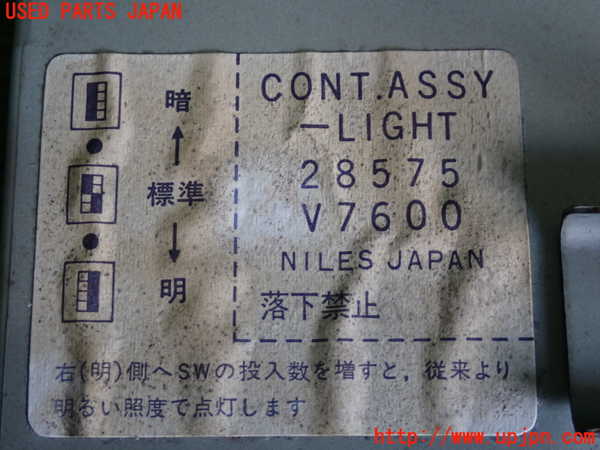 USED PARTS JAPAN
CONT.ASSY
暗
-LIGHT
28575
標準
V7600
NILES JAPAN
明
落下禁止
右(明)側へSWの投入数を増すと,従来より
明るい照度で点灯します
http://www.upjpn.com